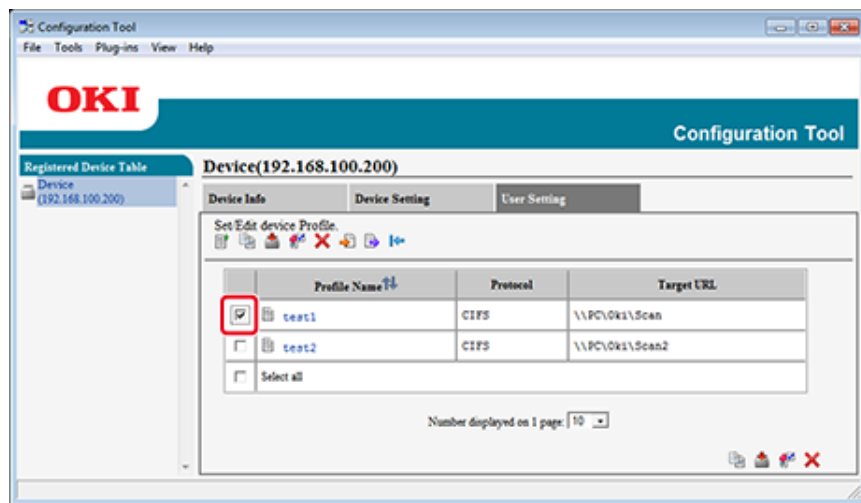 Configuration Tool
File Tools Plug-ins View Help
OKI
Configuration Tool
Registered Device Table
Device
(192.168.100.200)
Device(192.168.100.200)
Device Info Device Setting User Setting
Set/Edit device Profile.
Profile Name Protocol Target URL
test1 CIFS \\PC\Oki\Scan
test2 CIFS \\PC\Oki\Scan2
Select all
Number displayed on 1 page: 10